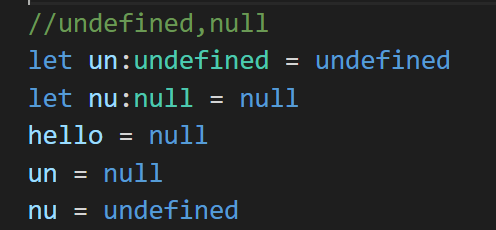 //undefined,null
let un:undefined = undefined
let nu:null = null
hello = null
un = null
nu = undefined